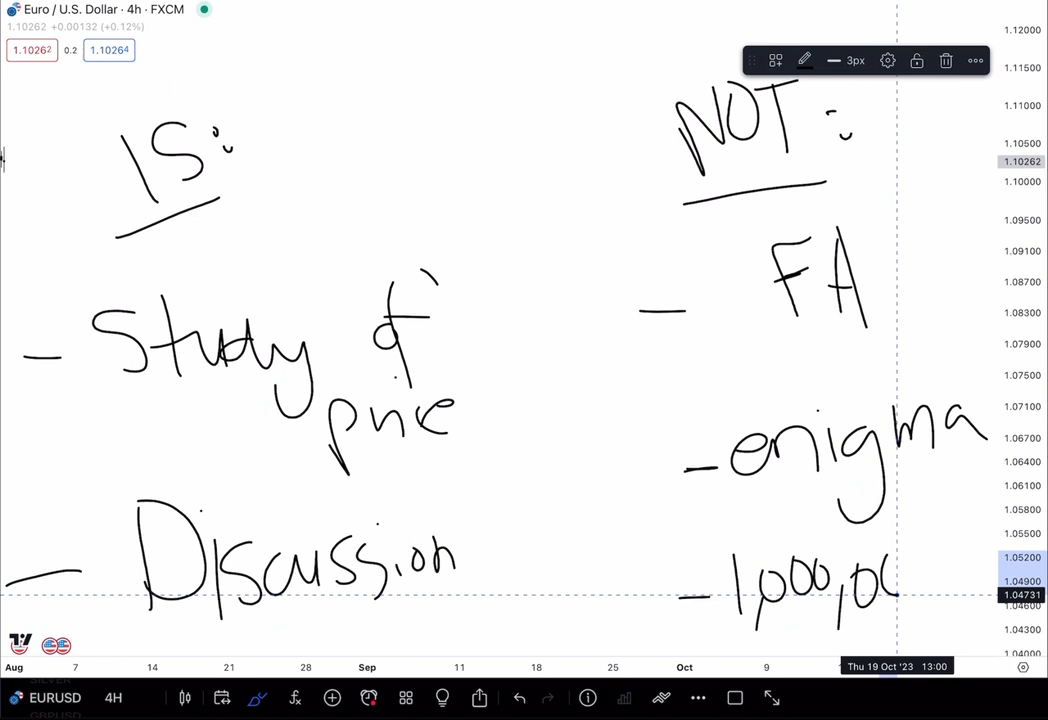 Euro / U.S. Dollar · 4h · FXCM
1.10262 +0.00132 (+0.12%)
1.10262 0.2 1.10264
3px
IS:
- Study of
price
- Discussion
NOT:
- FA
- enigma
- 1,000,00
1.12000
1.11500
1.11000
1.10500
1.10262
1.10000
1.09500
1.09100
1.08700
1.08300
1.07900
1.07500
1.07100
1.06700
1.06400
1.06100
1.05800
1.05500
1.05200
1.04900
1.04731
1.04600
1.04300
1.04000
Aug 7 14 21 28 Sep 11 18 25 Oct 9 Thu 19 Oct '23 13:00
SILVER
EURUSD 4H
GBPUSD